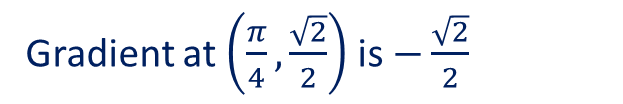 Gradient at (π/4, √2/2) is −√2/2